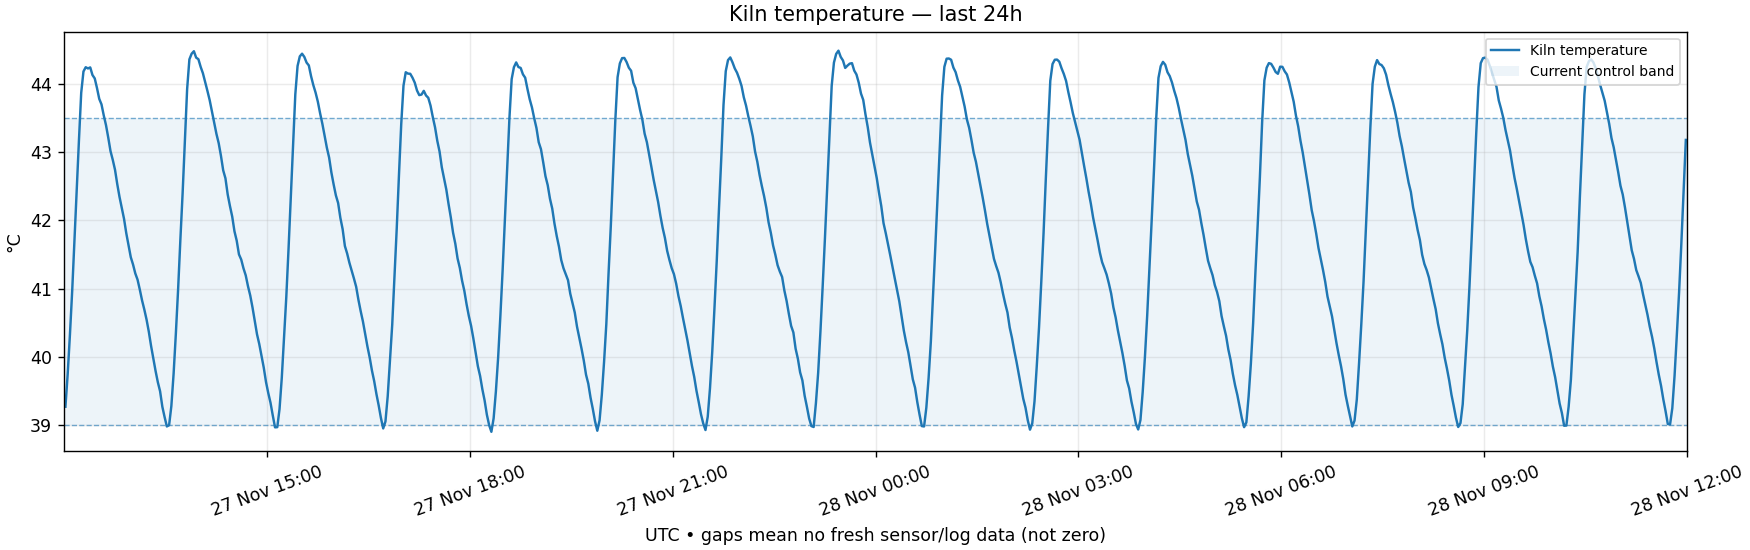 Kiln temperature — last 24h
Kiln temperature
Current control band
°C
44
43
42
41
40
39
27 Nov 15:00
27 Nov 18:00
27 Nov 21:00
28 Nov 00:00
28 Nov 03:00
28 Nov 06:00
28 Nov 09:00
28 Nov 12:00
UTC • gaps mean no fresh sensor/log data (not zero)